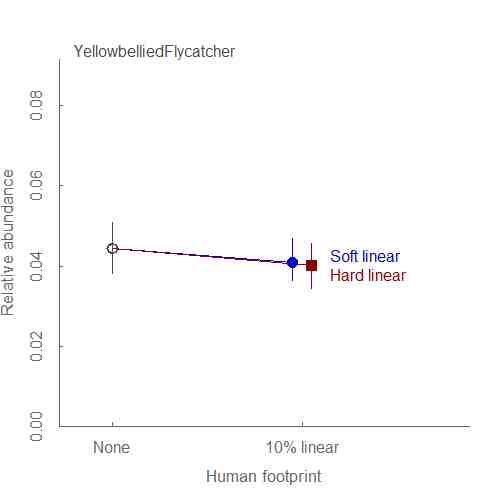 YellowbelliedFlycatcher
Relative abundance
0.08
0.06
0.04
0.02
0.00
Soft linear
Hard linear
None
10% linear
Human footprint